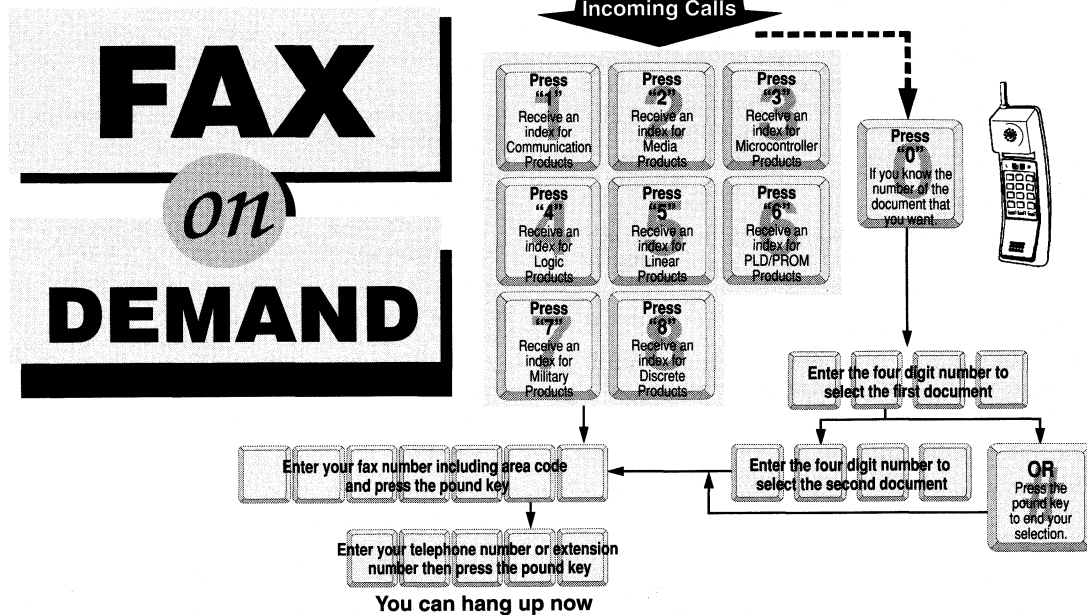 FAX
on
DEMAND
Incoming Calls
Press
"1"
Receive an
index for
Communication
Products
Press
"2"
Receive an
index for
Media
Products
Press
"3"
Receive an
index for
Microcontroller
Products
Press
"4"
Receive an
index for
Logic
Products
Press
"5"
Receive an
index for
Linear
Products
Press
"6"
Receive an
index for
PLD/PROM
Products
Press
"7"
Receive an
index for
Military
Products
Press
"8"
Receive an
index for
Discrete
Products
Press
"0"
If you know the
number of the
document that
you want.
Enter the four digit number to
select the first document
Enter the four digit number to
select the second document
OR
Press the
pound key
to end your
selection.
Enter your fax number including area code
and press the pound key
Enter your telephone number or extension
number then press the pound key
You can hang up now